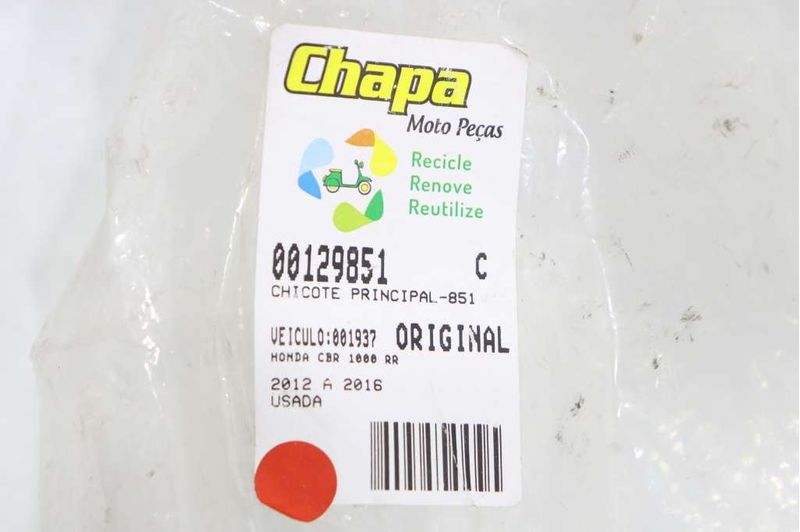 Chapa
Moto Peças
Recicle
Renove
Reutilize
00129851 C
CHICOTE PRINCIPAL-851
VEICULO:001937 ORIGINAL
HONDA CBR 1000 RR
2012 A 2016
USADA